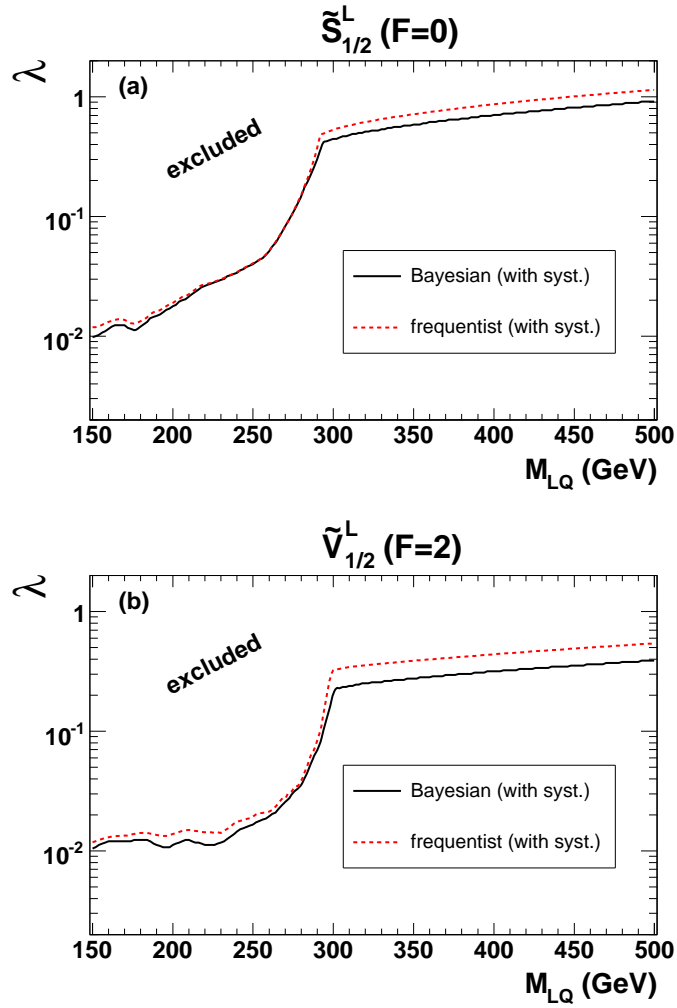 S̃ᴸ₁/₂ (F=0)
λ
(a)
excluded
1
10⁻¹
10⁻²
Bayesian (with syst.)
frequentist (with syst.)
150 200 250 300 350 400 450 500
M_LQ (GeV)
Ṽᴸ₁/₂ (F=2)
λ
(b)
excluded
1
10⁻¹
10⁻²
Bayesian (with syst.)
frequentist (with syst.)
150 200 250 300 350 400 450 500
M_LQ (GeV)